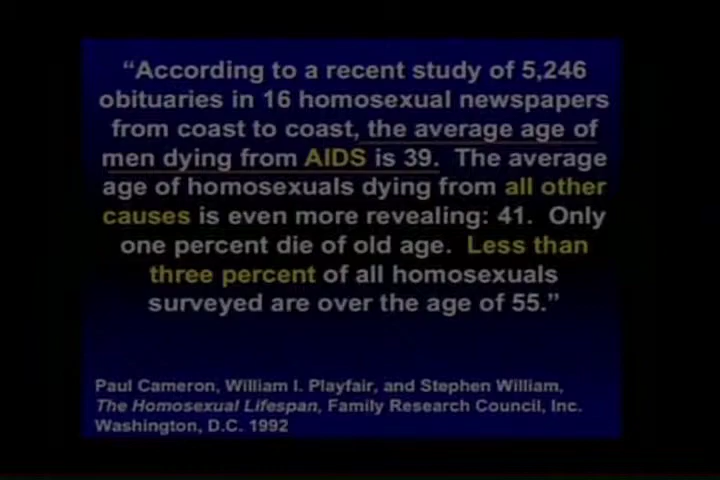 “According to a recent study of 5,246
obituaries in 16 homosexual newspapers
from coast to coast, the average age of
men dying from AIDS is 39. The average
age of homosexuals dying from all other
causes is even more revealing: 41. Only
one percent die of old age. Less than
three percent of all homosexuals
surveyed are over the age of 55.”
Paul Cameron, William I. Playfair, and Stephen William,
The Homosexual Lifespan, Family Research Council, Inc.
Washington, D.C. 1992